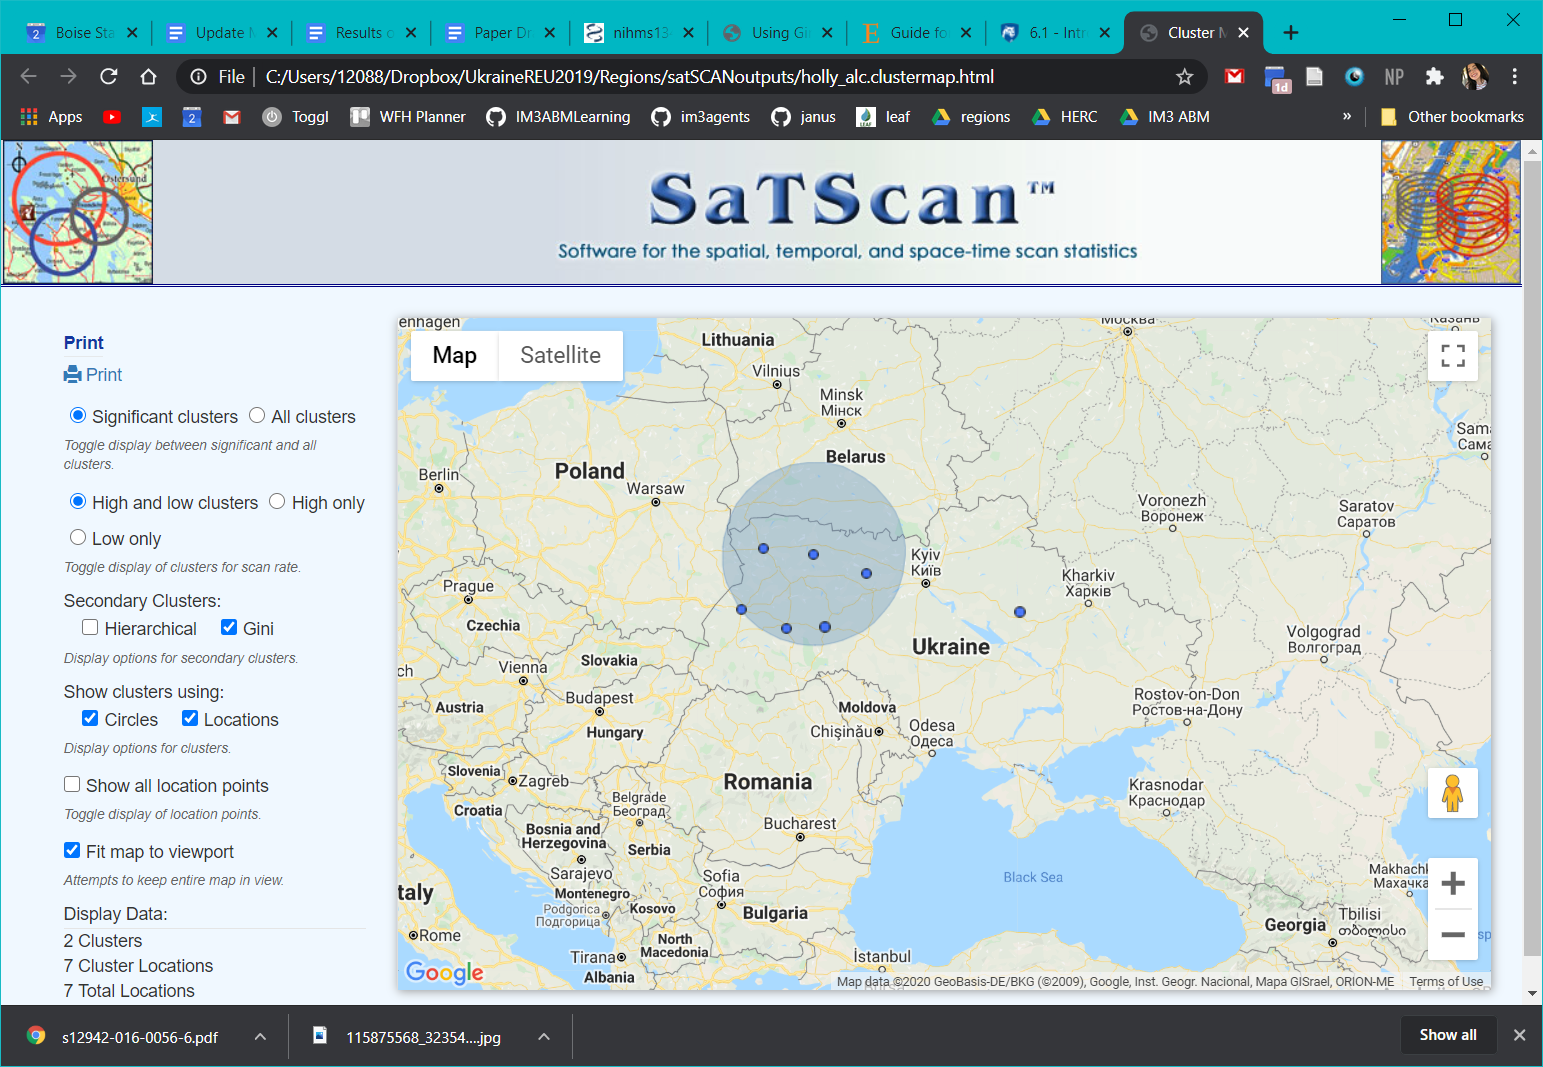 Boise Sta
Update M
Results o
Paper Dr
nihms13
Using Gi
Guide fo
6.1 - Intr
Cluster M
File
C:/Users/12088/Dropbox/UkraineREU2019/Regions/satSCANoutputs/holly_alc.clustermap.html
1d
NP
Apps
2
Toggl
WFH Planner
IM3ABMLearning
im3agents
janus
leaf
regions
HERC
IM3 ABM
»
Other bookmarks
Östersund
SaTScan™
Software for the spatial, temporal, and space-time scan statistics
Print
Print
Significant clusters
All clusters
Toggle display between significant and all
clusters.
High and low clusters
High only
Low only
Toggle display of clusters for scan rate.
Secondary Clusters:
Hierarchical
Gini
Display options for secondary clusters.
Show clusters using:
Circles
Locations
Display options for clusters.
Show all location points
Toggle display of location points.
Fit map to viewport
Attempts to keep entire map in view.
Display Data:
2 Clusters
7 Cluster Locations
7 Total Locations
Map
Satellite
enhagen
Lithuania
Vilnius
Minsk
Мінск
Belarus
Москва
Казань
Sam
Сама
Berlin
Poland
Warsaw
Voronezh
Воронеж
Saratov
Саратов
Kyiv
Київ
Kharkiv
Харків
Prague
Czechia
Ukraine
Volgograd
Волгоград
ch
Vienna
Slovakia
Austria
Budapest
Hungary
Moldova
Chișinău
Odesa
Одеса
Rostov-on-Don
Ростов-на-Дону
Slovenia
Zagreb
Croatia
Romania
Belgrade
Београд
Krasnodar
Краснодар
Bosnia and
Herzegovina
Serbia
Bucharest
Sarajevo
Montenegro
Sofia
София
Black Sea
Makhach
Махачка
taly
Podgorica
Подгорица
Kosovo
Bulgaria
Georgia
Tbilisi
თბილისი
Rome
North
Macedonia
Tirana
Albania
İstanbul
sp
Google
Map data ©2020 GeoBasis-DE/BKG (©2009), Google, Inst. Geogr. Nacional, Mapa GISrael, ORION-ME
Terms of Use
s12942-016-0056-6.pdf
115875568_32354....jpg
Show all